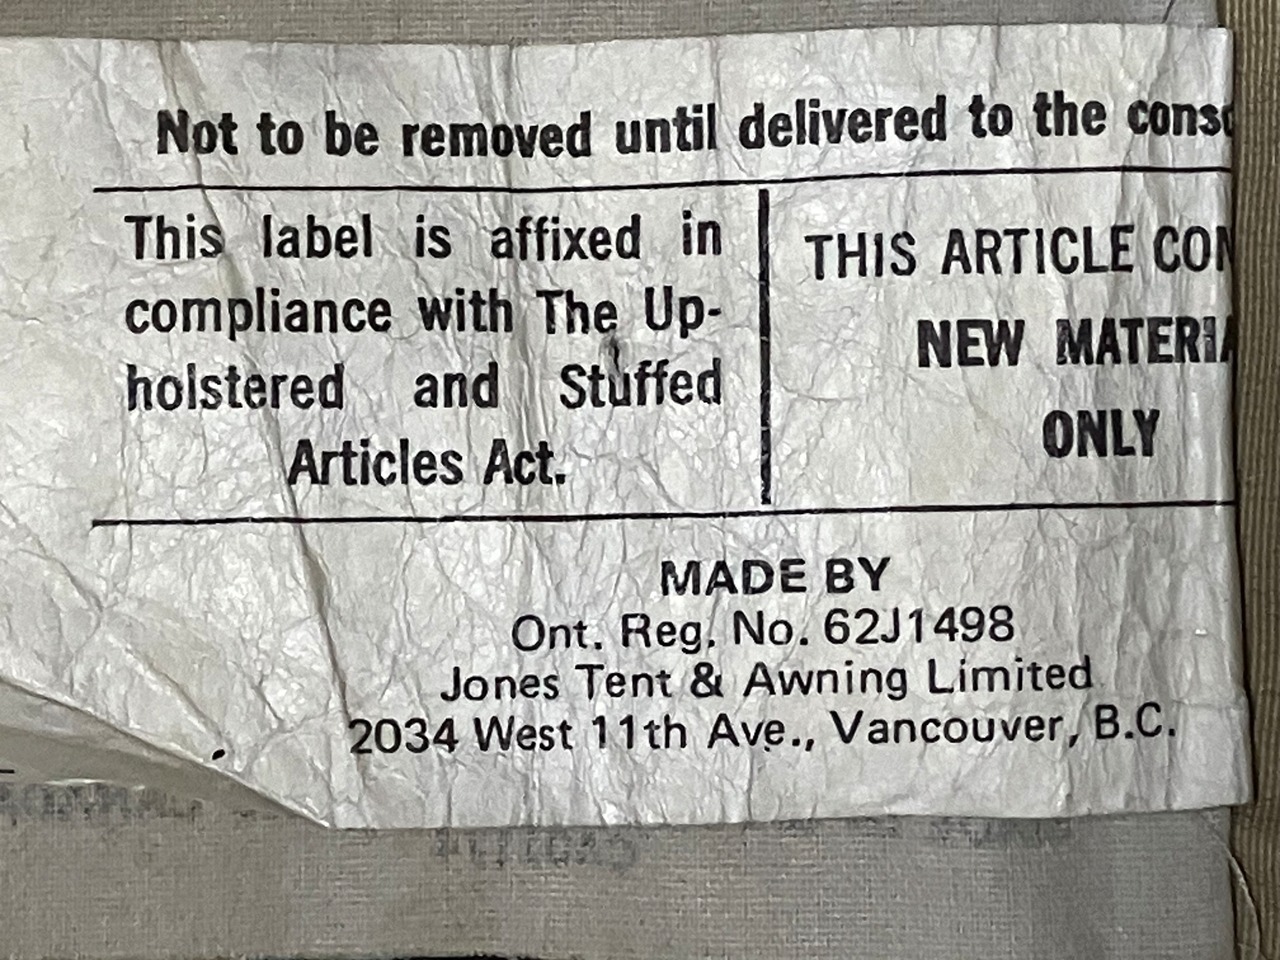 Not to be removed until delivered to the cons
This label is affixed in
compliance with The Up-
holstered and Stuffed
Articles Act.
THIS ARTICLE CON
NEW MATERIA
ONLY
MADE BY
Ont. Reg. No. 62J1498
Jones Tent & Awning Limited
2034 West 11th Ave., Vancouver, B.C.